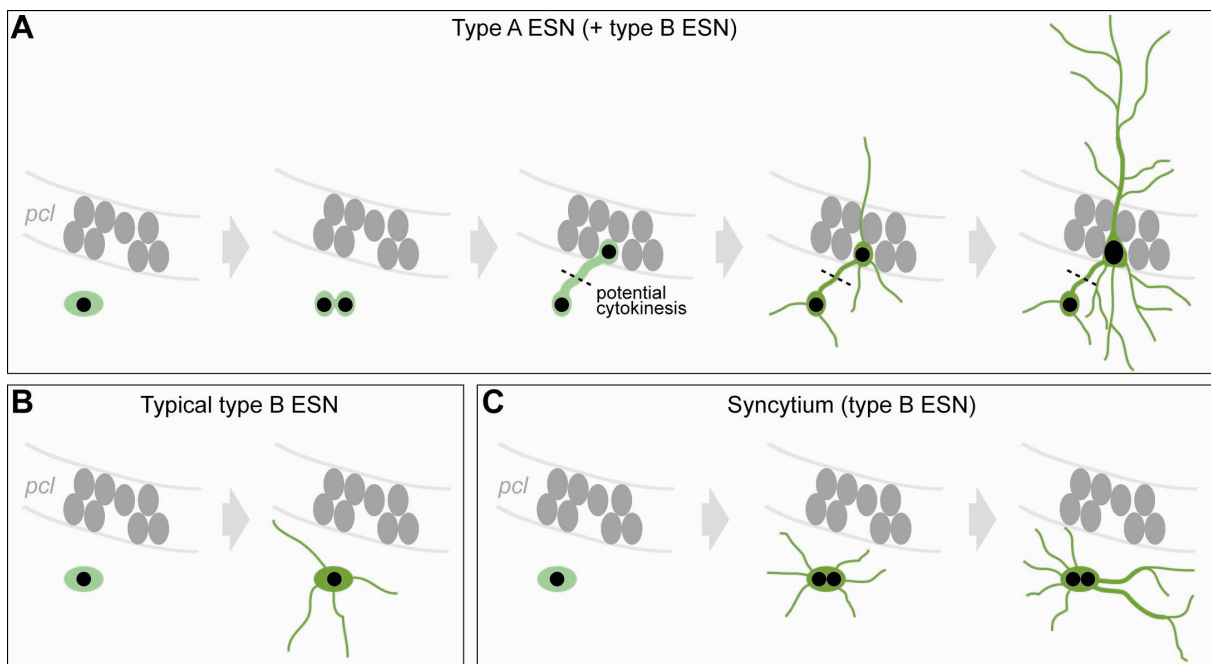 A
Type A ESN (+ type B ESN)
pcl
potential
cytokinesis
B
Typical type B ESN
pcl
C
Syncytium (type B ESN)
pcl